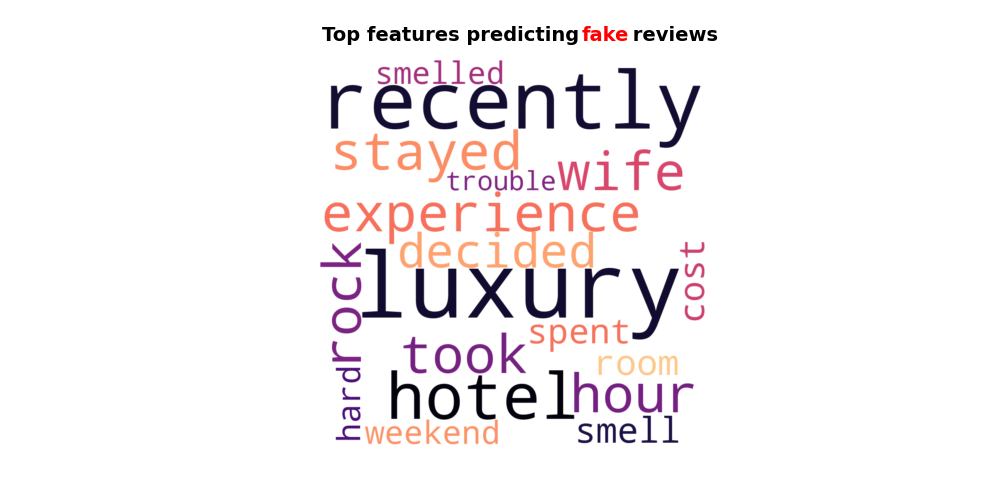 Top features predicting fake reviews
smelled
recently
stayed
trouble wife
experience
decided
rock
luxury
cost
spent
took
room
hard
hotel hour
weekend
smell